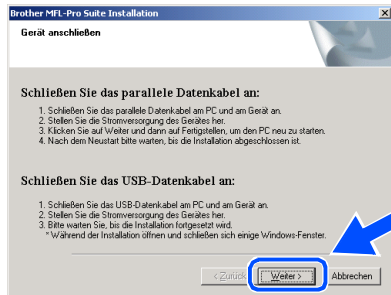 Brother MFL-Pro Suite Installation
Gerät anschließen
Schließen Sie das parallele Datenkabel an:
1. Schließen Sie das parallele Datenkabel am PC und am Gerät an.
2. Stellen Sie die Stromversorgung des Gerätes her.
3. Klicken Sie auf Weiter und dann auf Fertigstellen, um den PC neu zu starten.
4. Nach dem Neustart bitte warten, bis die Installation abgeschlossen ist.
Schließen Sie das USB-Datenkabel an:
1. Schließen Sie das USB-Datenkabel am PC und am Gerät an.
2. Stellen Sie die Stromversorgung des Gerätes her.
3. Bitte warten Sie, bis die Installation fortgesetzt wird.
* Während der Installation öffnen und schließen sich einige Windows-Fenster.
< Zurück Weiter > Abbrechen